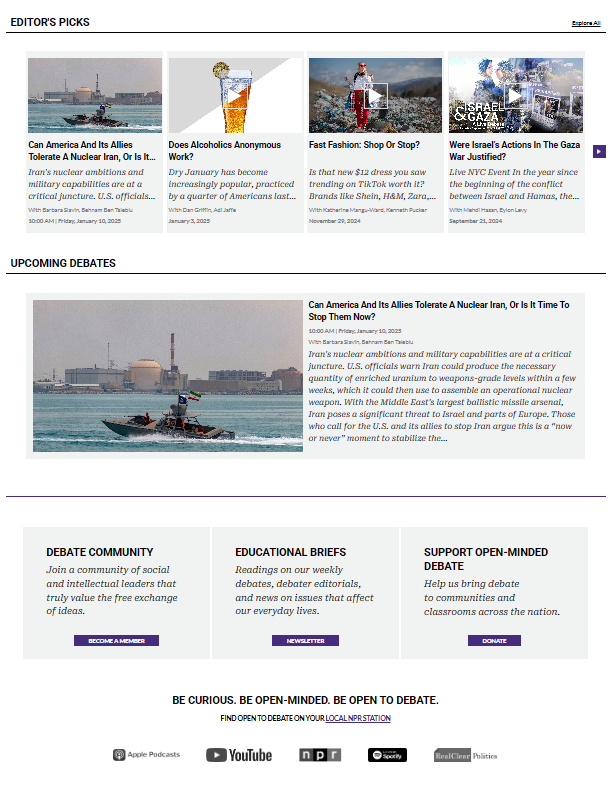 EDITOR'S PICKS
Explore All
Can America And Its Allies
Tolerate A Nuclear Iran, Or Is It...
Iran's nuclear ambitions and
military capabilities are at a
critical juncture. U.S. officials...
With Barbara Slavin, Behnam Ben Taleblu
10:00 AM | Friday, January 10, 2025
Does Alcoholics Anonymous
Work?
Dry January has become
increasingly popular, practiced
by a quarter of Americans last...
With Dan Griffin, Adi Jaffe
January 3, 2025
Fast Fashion: Shop Or Stop?
Is that new $12 dress you saw
trending on TikTok worth it?
Brands like Shein, H&M, Zara,...
With Katherine Mangu-Ward, Kenneth Pucker
November 29, 2024
ISRAEL
& GAZA
A Live Debate
Were Israel's Actions In The Gaza
War Justified?
Live NYC Event In the year since
the beginning of the conflict
between Israel and Hamas, the...
With Mehdi Hasan, Eylon Levy
September 21, 2024
UPCOMING DEBATES
Can America And Its Allies Tolerate A Nuclear Iran, Or Is It Time To
Stop Them Now?
10:00 AM | Friday, January 10, 2025
With Barbara Slavin, Behnam Ben Taleblu
Iran's nuclear ambitions and military capabilities are at a critical
juncture. U.S. officials warn Iran could produce the necessary
quantity of enriched uranium to weapons-grade levels within a few
weeks, which it could then use to assemble an operational nuclear
weapon. With the Middle East's largest ballistic missile arsenal,
Iran poses a significant threat to Israel and parts of Europe. Those
who call for the U.S. and its allies to stop Iran argue this is a "now
or never" moment to stabilize the...
DEBATE COMMUNITY
Join a community of social
and intellectual leaders that
truly value the free exchange
of ideas.
BECOME A MEMBER
EDUCATIONAL BRIEFS
Readings on our weekly
debates, debater editorials,
and news on issues that affect
our everyday lives.
NEWSLETTER
SUPPORT OPEN-MINDED
DEBATE
Help us bring debate
to communities and
classrooms across the nation.
DONATE
BE CURIOUS. BE OPEN-MINDED. BE OPEN TO DEBATE.
FIND OPEN TO DEBATE ON YOUR LOCAL NPR STATION
Apple Podcasts
YouTube
npr
Spotify
RealClear Politics